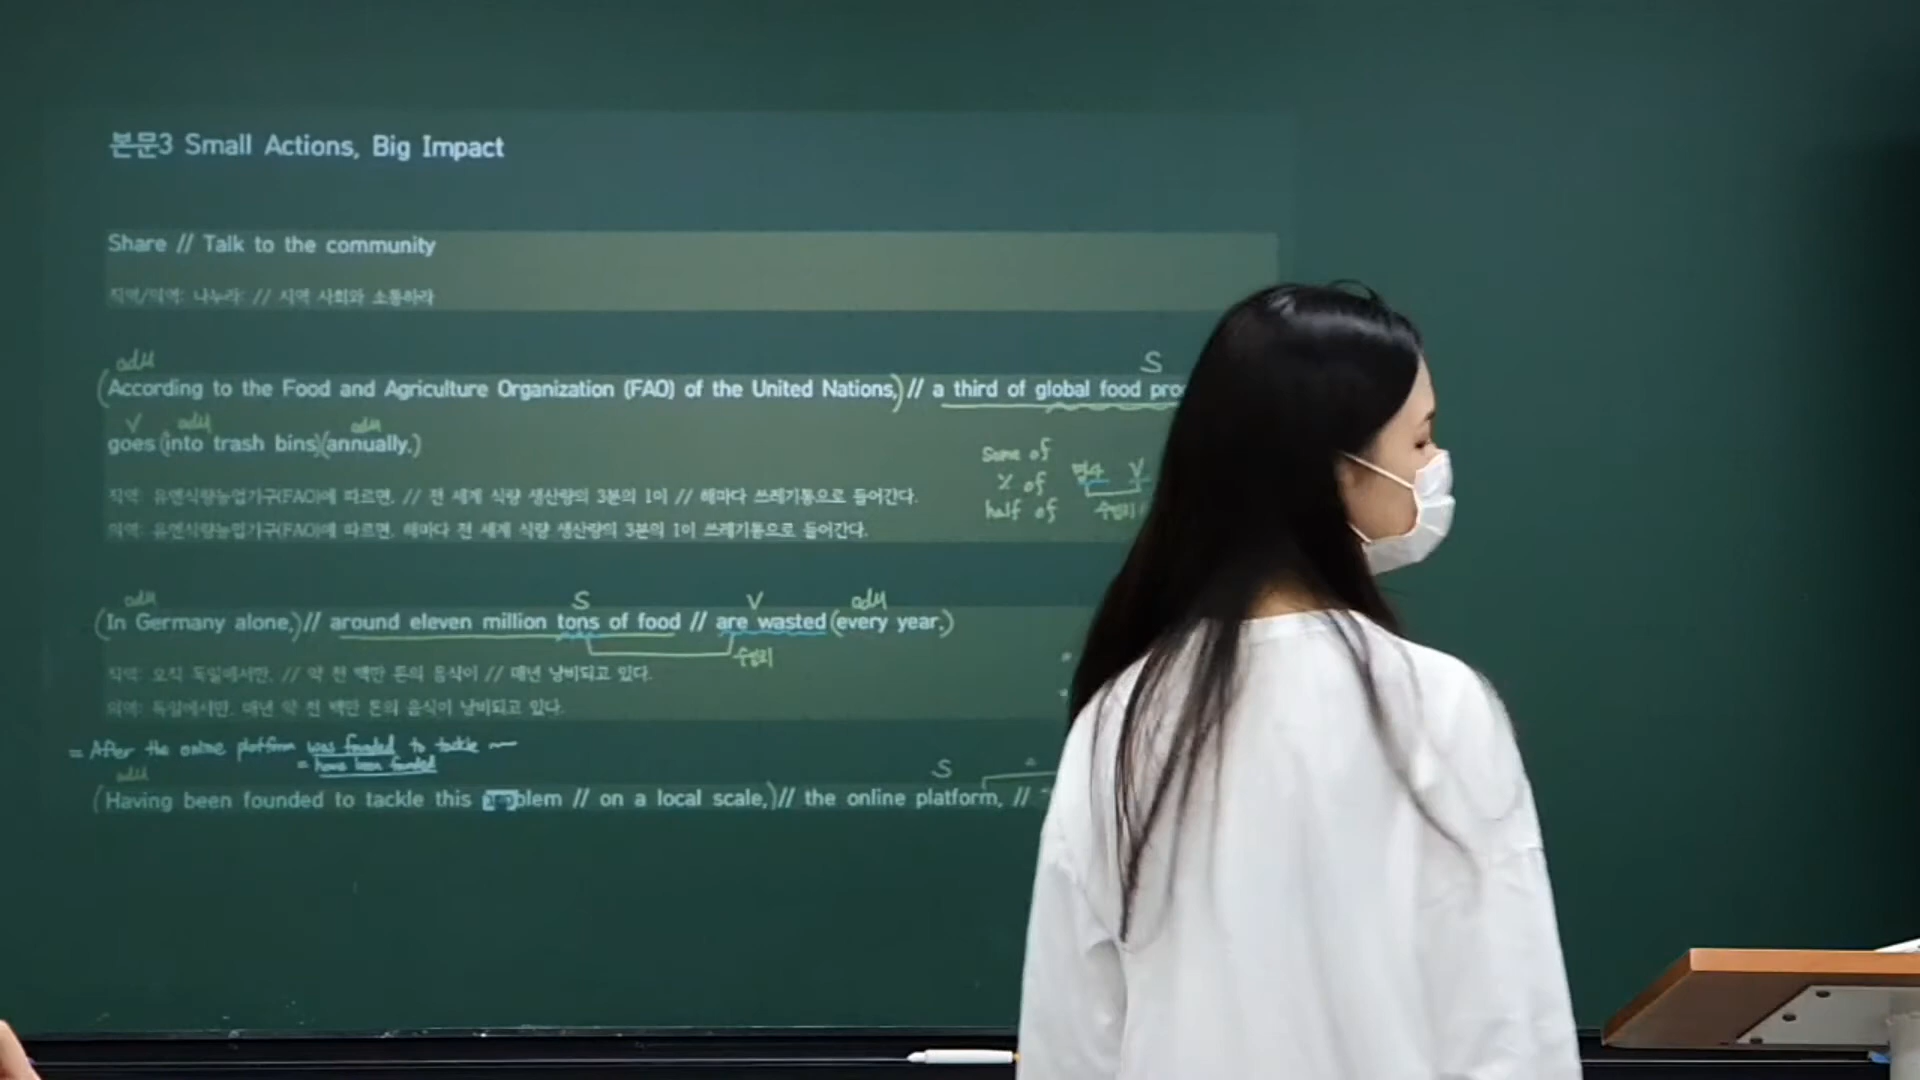 본문3 Small Actions, Big Impact
Share // Talk to the community
직역/의역: 나누라: // 지역 사회와 소통하라
adv S
(According to the Food and Agriculture Organization (FAO) of the United Nations,) // a third of global food
V adv adv
goes (into trash bins)(annually.)
Some of
% of V
half of
직역: 유엔식량농업기구(FAO)에 따르면, // 전 세계 식량 생산량의 3분의 1이 // 해마다 쓰레기통으로 들어간다.
의역: 유엔식량농업기구(FAO)에 따르면, 해마다 전 세계 식량 생산량의 3분의 1이 쓰레기통으로 들어간다.
adv S V adv
(In Germany alone,) // around eleven million tons of food // are wasted (every year.)
수일치
직역: 오직 독일에서만, // 약 천 백만 톤의 음식이 // 매년 낭비되고 있다.
의역: 독일에서만, 매년 약 천 백만 톤의 음식이 낭비되고 있다.
= After the online platform was founded to tackle ~
= have been founded
adv S
(Having been founded to tackle this problem // on a local scale,) // the online platform, //